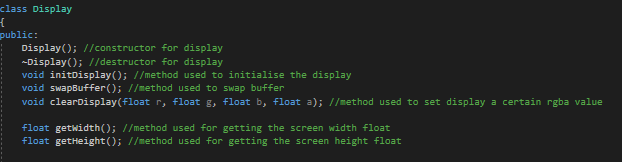 class Display
{
public:
Display(); //constructor for display
~Display(); //destructor for display
void initDisplay(); //method used to initialise the display
void swapBuffer(); //method used to swap buffer
void clearDisplay(float r, float g, float b, float a); //method used to set display a certain rgba value
float getWidth(); //method used for getting the screen width float
float getHeight(); //method used for getting the screen height float